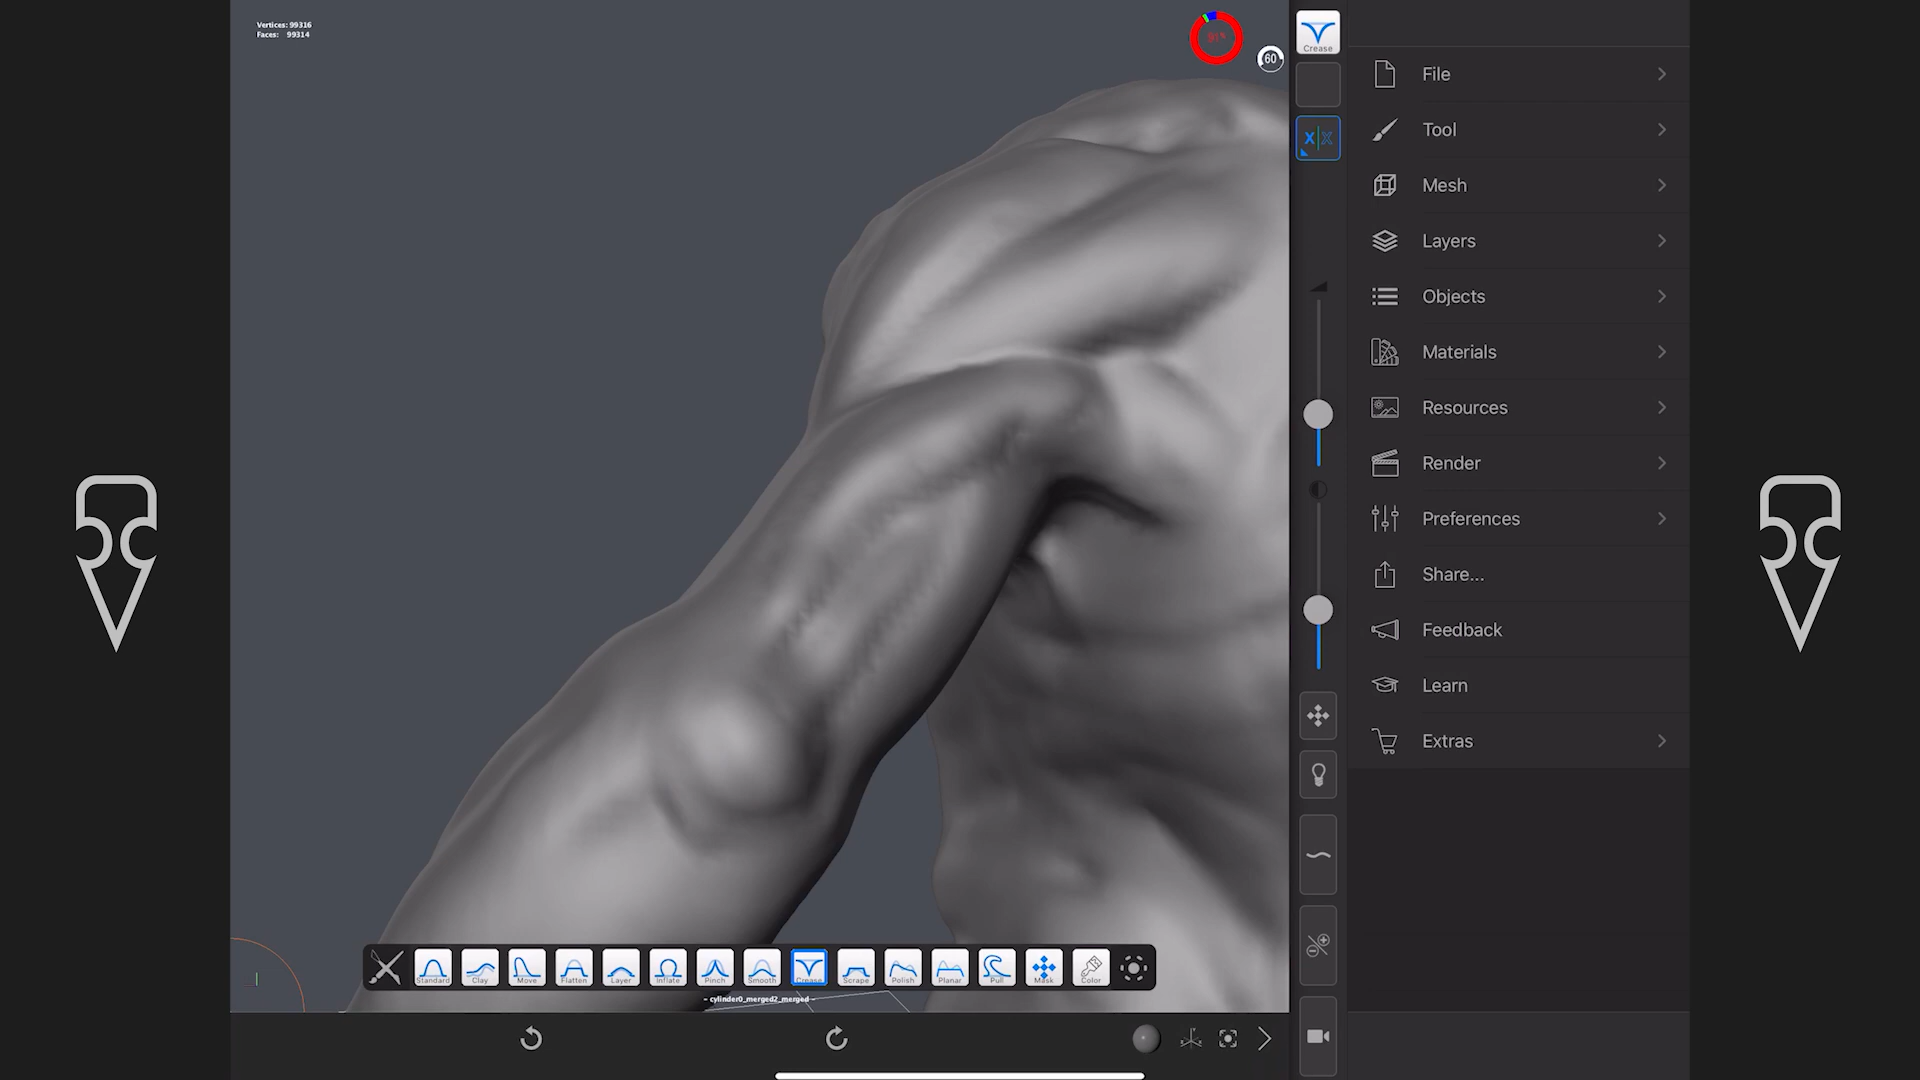 Vertices: 99316
Faces: 99314
60
Crease
X|X
File
Tool
Mesh
Layers
Objects
Materials
Resources
Render
Preferences
Share...
Feedback
Learn
Extras
Standard Clay Move Flatten Layer Inflate Pinch Smooth Crease Scrape Polish Planar Pull Mask Color
- cylinder0_merged2_merged -